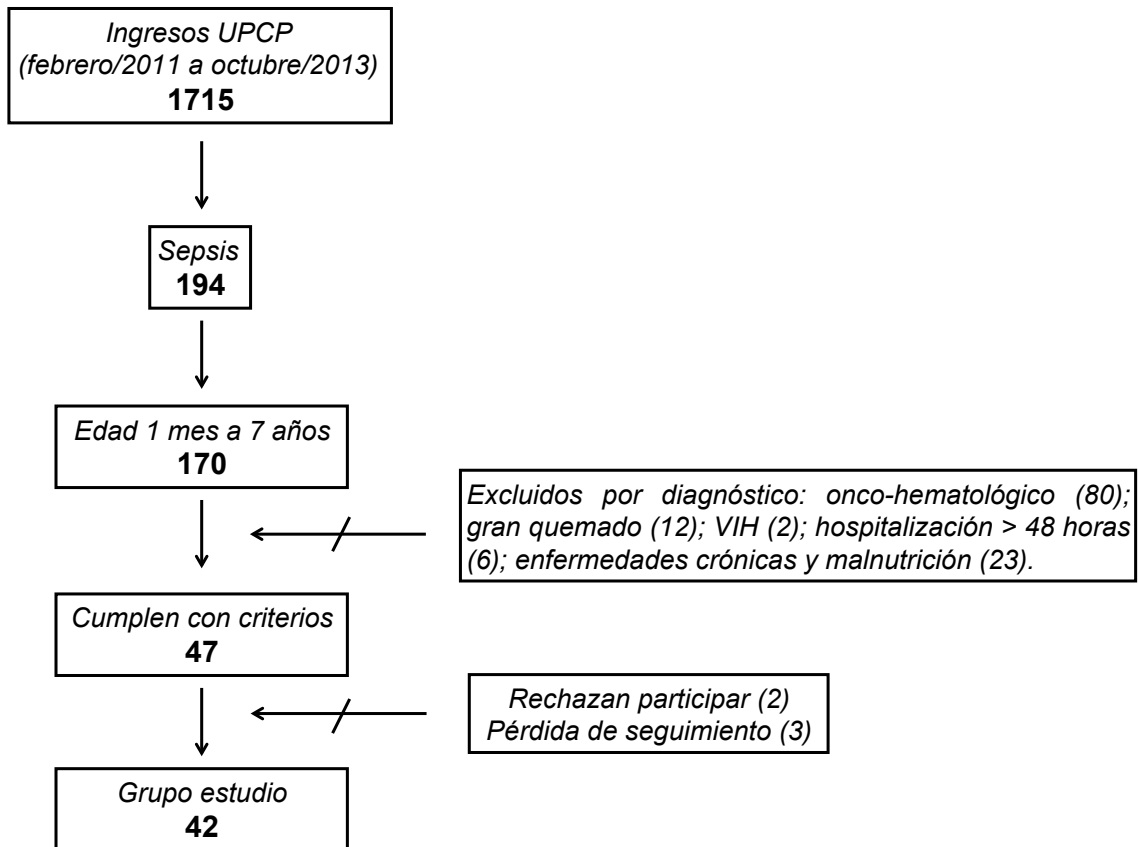 Ingresos UPCP
(febrero/2011 a octubre/2013)
1715
Sepsis
194
Edad 1 mes a 7 años
170
Excluidos por diagnóstico: onco-hematológico (80);
gran quemado (12); VIH (2); hospitalización > 48 horas
(6); enfermedades crónicas y malnutrición (23).
Cumplen con criterios
47
Rechazan participar (2)
Pérdida de seguimiento (3)
Grupo estudio
42